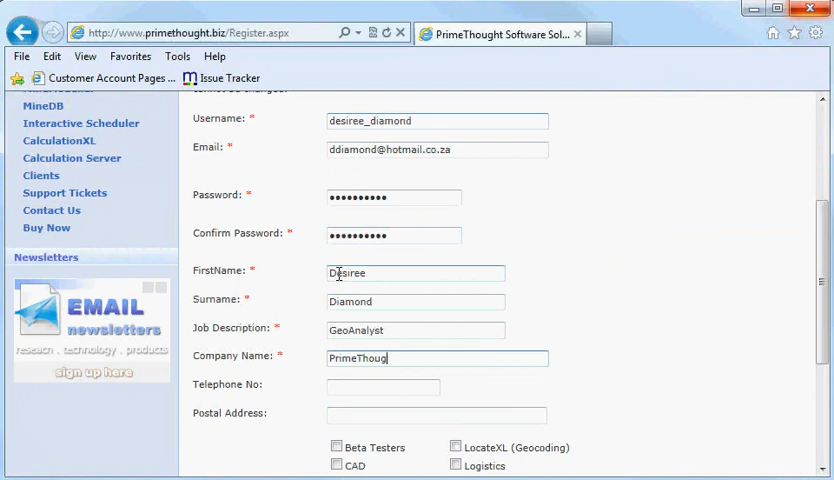 http://www.primethought.biz/Register.aspx
PrimeThought Software Sol...
File Edit View Favorites Tools Help
Customer Account Pages ... Issue Tracker
MineDB
Interactive Scheduler
CalculationXL
Calculation Server
Clients
Support Tickets
Contact Us
Buy Now
Newsletters
EMAIL
newsletters
research . technology . products
sign up here
Username: * desiree_diamond
Email: * ddiamond@hotmail.co.za
Password: * ••••••••••
Confirm Password: * ••••••••••
FirstName: * Desiree
Surname: * Diamond
Job Description: * GeoAnalyst
Company Name: * PrimeThoug
Telephone No:
Postal Address:
Beta Testers LocateXL (Geocoding)
CAD Logistics